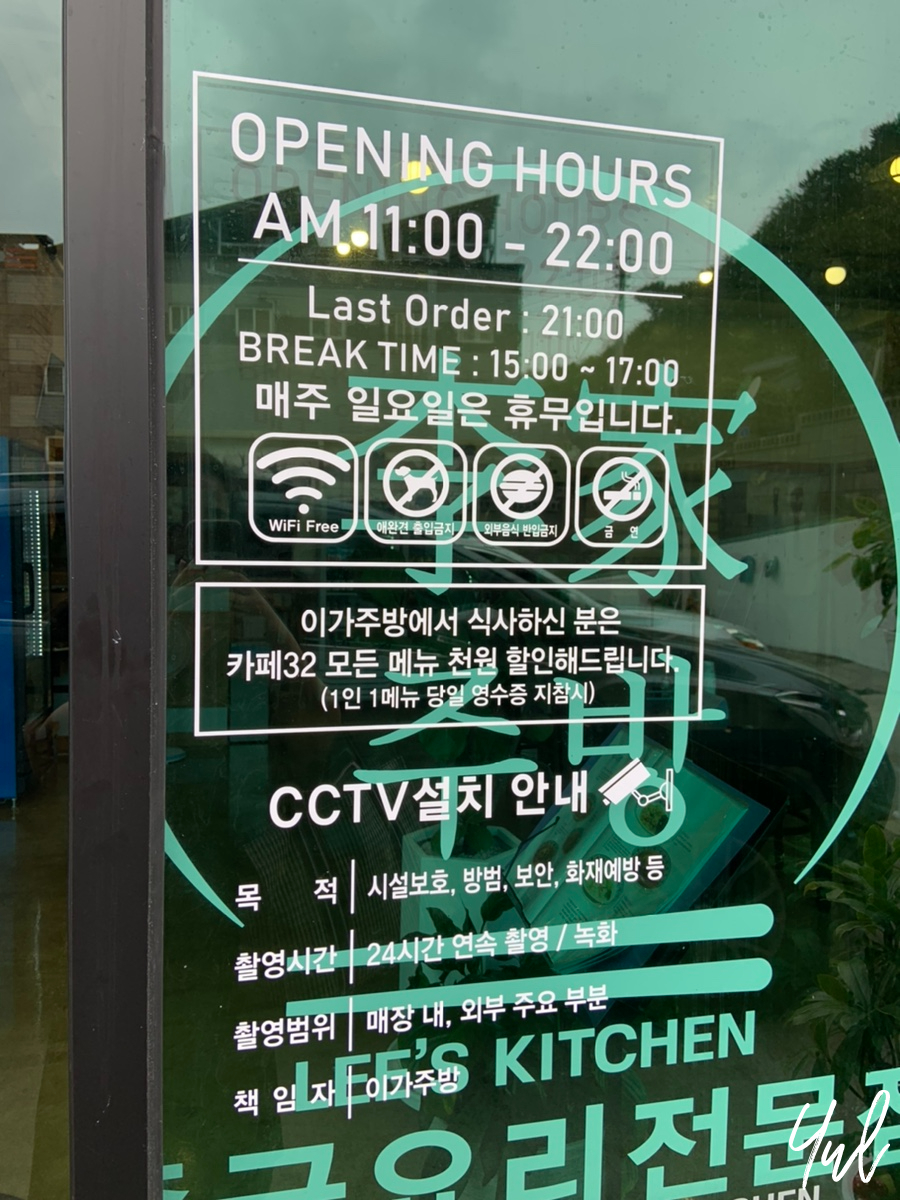 OPENING HOURS
AM 11:00 - 22:00
Last Order : 21:00
BREAK TIME : 15:00 ~ 17:00
매주 일요일은 휴무입니다.
WiFi Free
애완견 출입금지
외부음식 반입금지
금 연
李家
주방
이가주방에서 식사하신 분은
카페32 모든 메뉴 천원 할인해드립니다.
(1인 1메뉴 당일 영수증 지참시)
CCTV설치 안내
목 적 시설보호, 방범, 보안, 화재예방 등
촬영시간 24시간 연속 촬영 / 녹화
촬영범위 매장 내, 외부 주요 부분
책 임 자 이가주방
LEE'S KITCHEN
요리전문
Yul